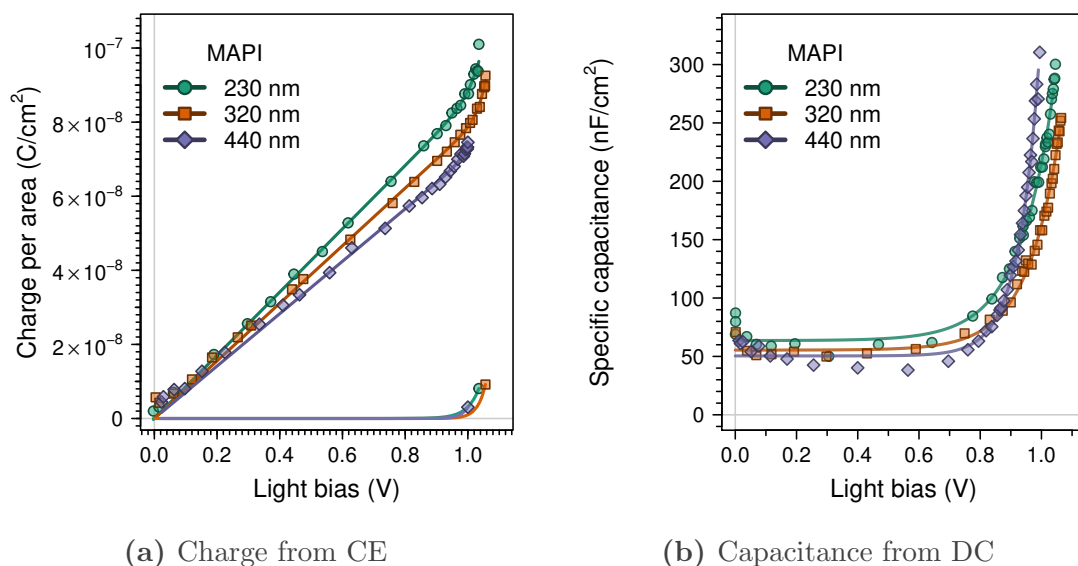 Charge per area (C/cm²)
10⁻⁷
8×10⁻⁸
6×10⁻⁸
4×10⁻⁸
2×10⁻⁸
0
MAPI
230 nm
320 nm
440 nm
0.0 0.2 0.4 0.6 0.8 1.0
Light bias (V)
(a) Charge from CE
Specific capacitance (nF/cm²)
300
250
200
150
100
50
0
MAPI
230 nm
320 nm
440 nm
0.0 0.2 0.4 0.6 0.8 1.0
Light bias (V)
(b) Capacitance from DC